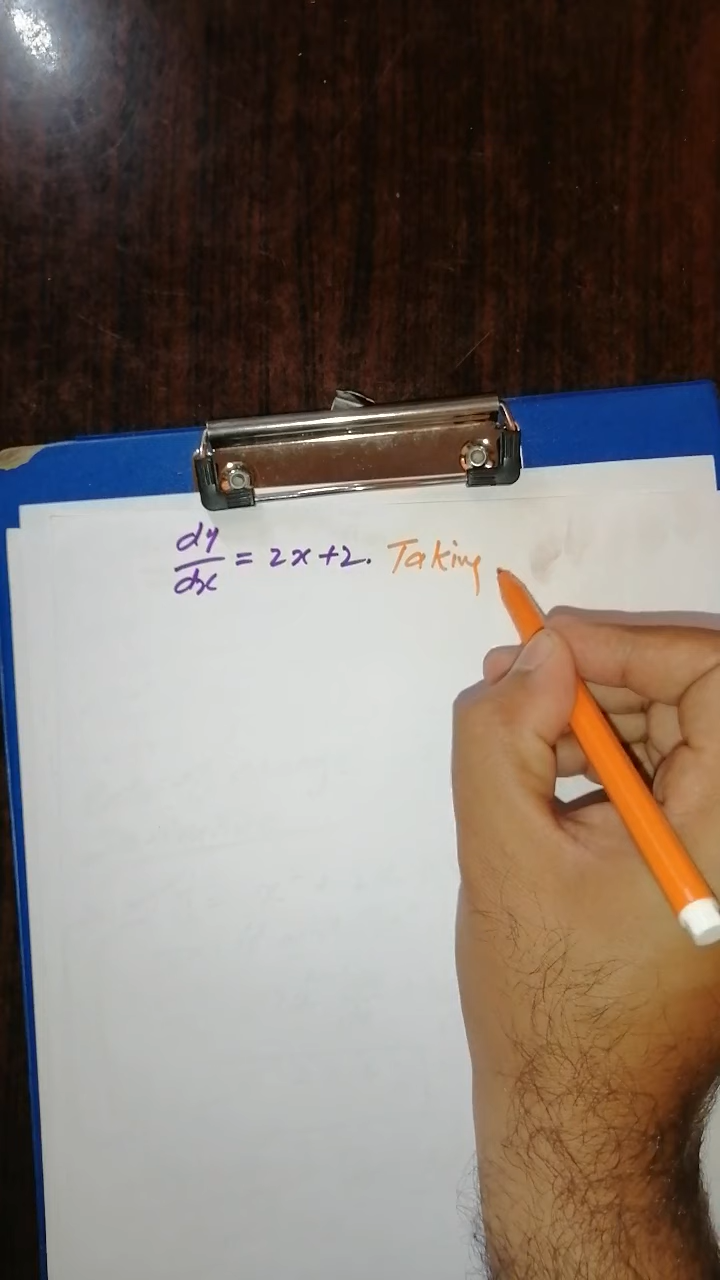 dy/dx = 2x+2. Taking